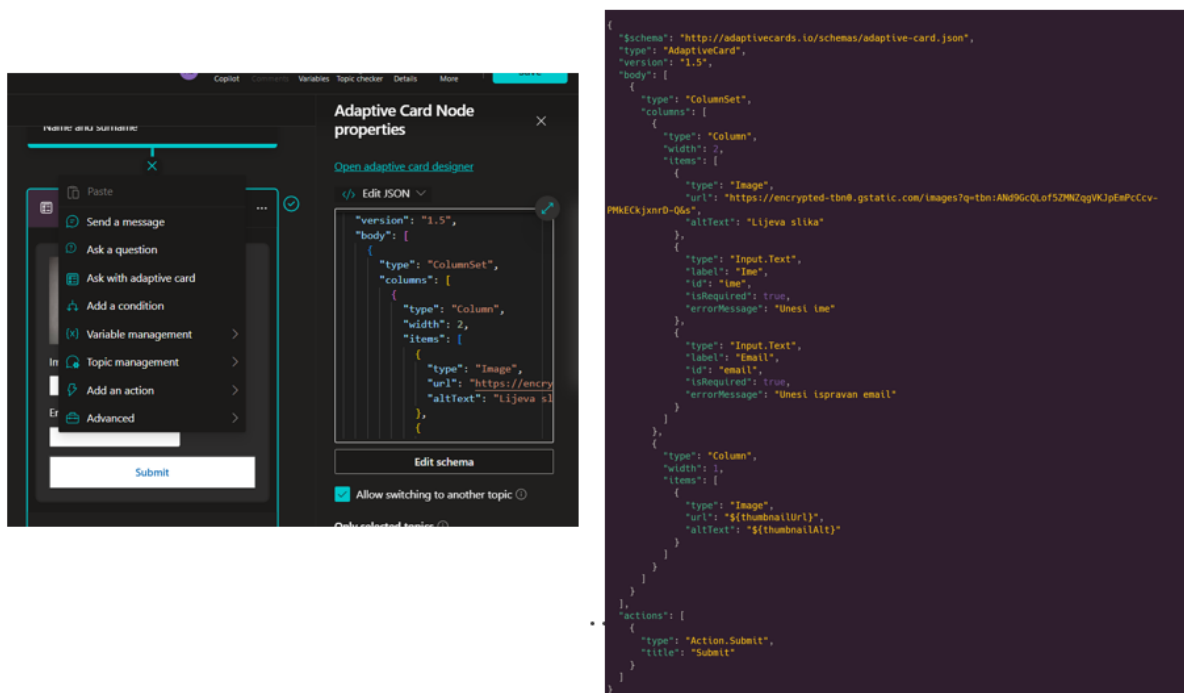 Copilot Comments Variables Topic checker Details More
Save
Name and surname
Paste
Send a message
Ask a question
Ask with adaptive card
Add a condition
Variable management
Topic management
Add an action
Advanced
Submit
Adaptive Card Node
properties
Open adaptive card designer
</> Edit JSON
"version": "1.5",
"body": [
{
"type": "ColumnSet",
"columns": [
{
"type": "Column",
"width": 2,
"items": [
{
"type": "Image",
"url": "https://encry
"altText": "Lijeva sl
},
{
Edit schema
Allow switching to another topic
Only selected topics
{
"$schema": "http://adaptivecards.io/schemas/adaptive-card.json",
"type": "AdaptiveCard",
"version": "1.5",
"body": [
{
"type": "ColumnSet",
"columns": [
{
"type": "Column",
"width": 2,
"items": [
{
"type": "Image",
"url": "https://encrypted-tbn0.gstatic.com/images?q=tbn:ANd9GcQLof5ZMNZqgVKJpEmPcCcv-
PMkECkjxnrD-Q&s",
"altText": "Lijeva slika"
},
{
"type": "Input.Text",
"label": "Ime",
"id": "ime",
"isRequired": true,
"errorMessage": "Unesi ime"
},
{
"type": "Input.Text",
"label": "Email",
"id": "email",
"isRequired": true,
"errorMessage": "Unesi ispravan email"
}
]
},
{
"type": "Column",
"width": 1,
"items": [
{
"type": "Image",
"url": "${thumbnailUrl}",
"altText": "${thumbnailAlt}"
}
]
}
]
}
],
"actions": [
{
"type": "Action.Submit",
"title": "Submit"
}
]
}